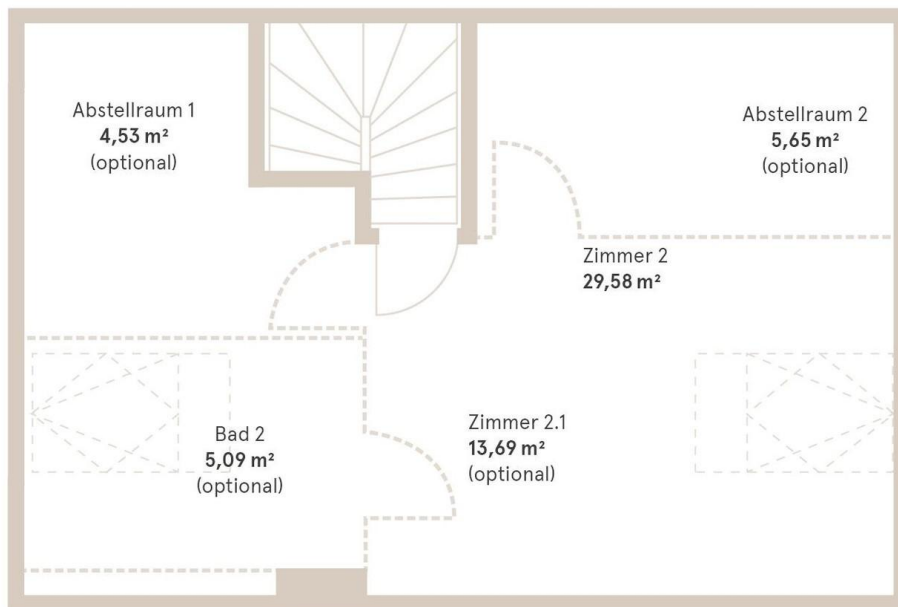 Abstellraum 1
4,53 m²
(optional)
Abstellraum 2
5,65 m²
(optional)
Zimmer 2
29,58 m²
Bad 2
5,09 m²
(optional)
Zimmer 2.1
13,69 m²
(optional)